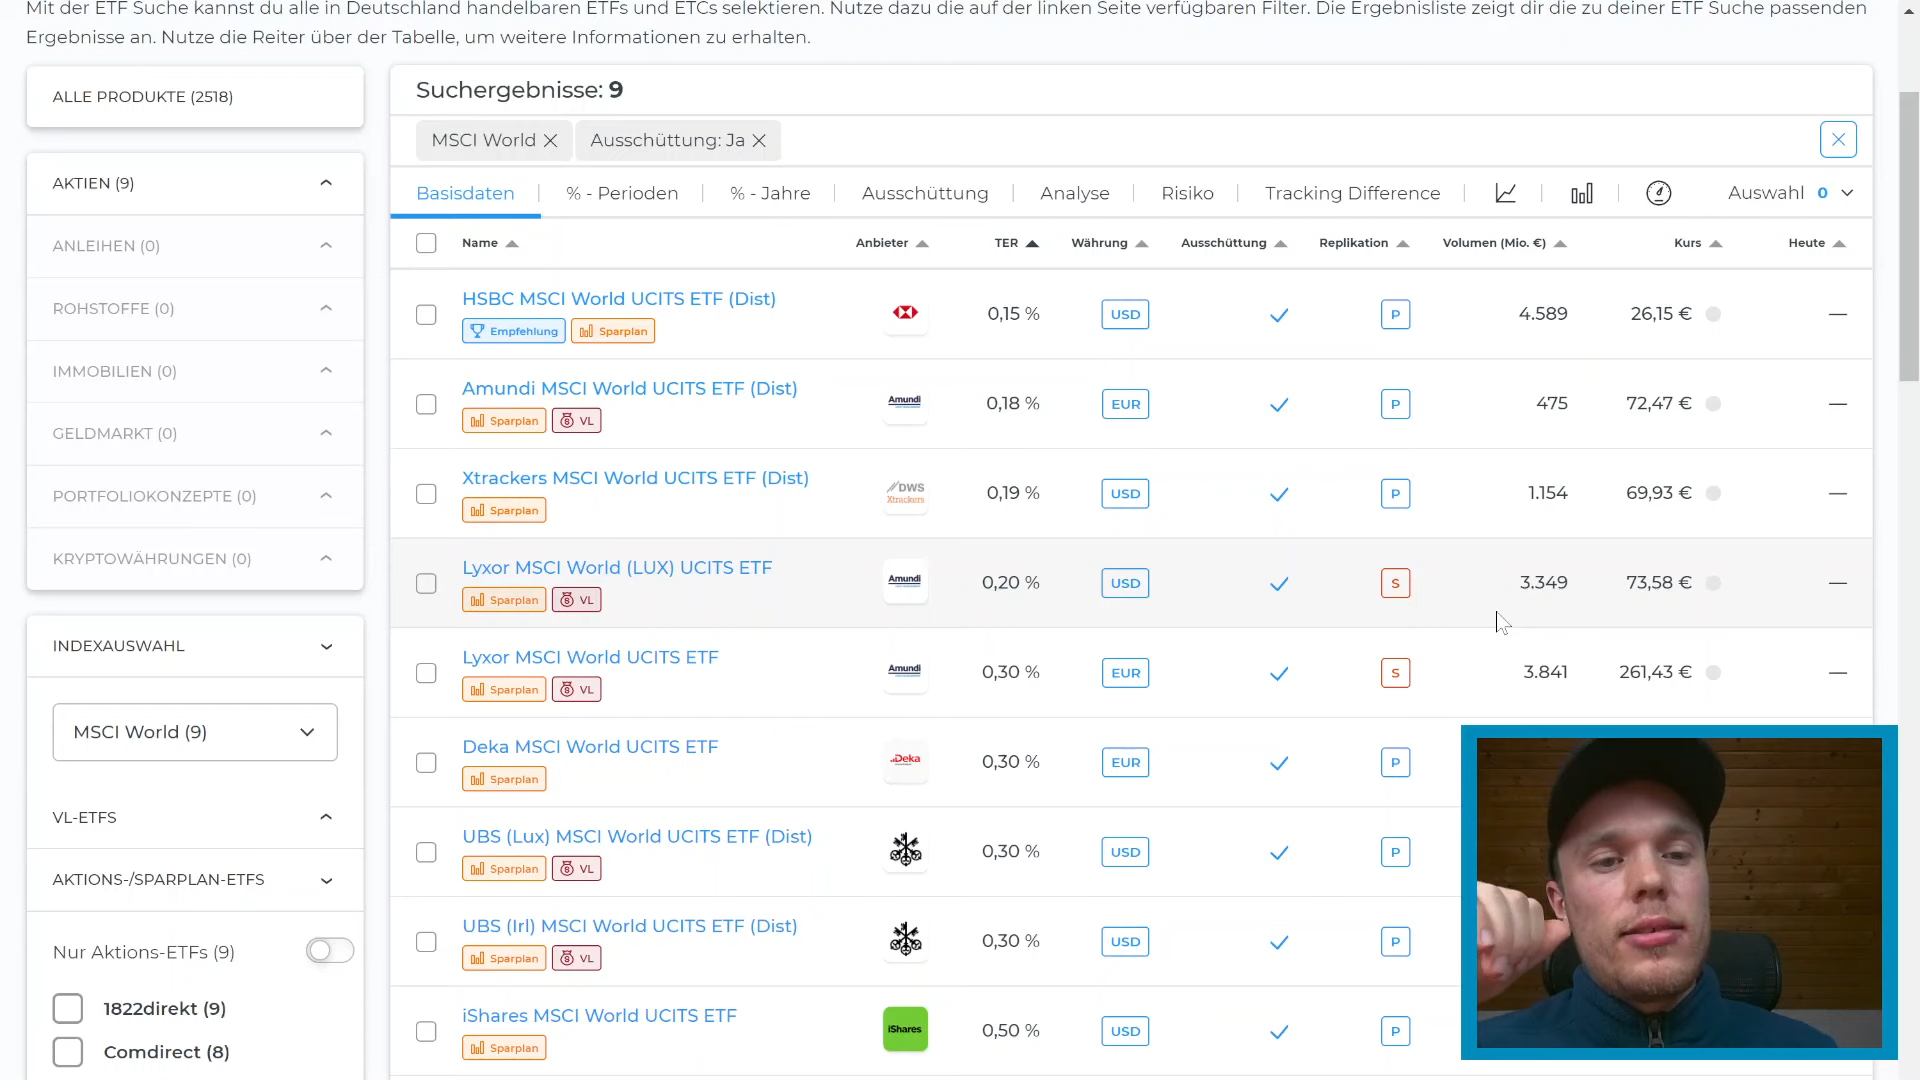 Mit der ETF Suche kannst du alle in Deutschland handelbaren ETFs und ETCs selektieren. Nutze dazu die auf der linken Seite verfügbaren Filter. Die Ergebnisliste zeigt dir die zu deiner ETF Suche passenden
Ergebnisse an. Nutze die Reiter über der Tabelle, um weitere Informationen zu erhalten.
ALLE PRODUKTE (2518)
AKTIEN (9)
ANLEIHEN (0)
ROHSTOFFE (0)
IMMOBILIEN (0)
GELDMARKT (0)
PORTFOLIOKONZEPTE (0)
KRYPTOWÄHRUNGEN (0)
INDEXAUSWAHL
MSCI World (9)
VL-ETFS
AKTIONS-/SPARPLAN-ETFS
Nur Aktions-ETFs (9)
1822direkt (9)
Comdirect (8)
Suchergebnisse: 9
MSCI World Ausschüttung: Ja
Basisdaten % - Perioden % - Jahre Ausschüttung Analyse Risiko Tracking Difference Auswahl 0
Name Anbieter TER Währung Ausschüttung Replikation Volumen (Mio. €) Kurs Heute
HSBC MSCI World UCITS ETF (Dist) 0,15 % USD P 4.589 26,15 € —
Empfehlung Sparplan
Amundi MSCI World UCITS ETF (Dist) Amundi 0,18 % EUR P 475 72,47 € —
Sparplan VL
Xtrackers MSCI World UCITS ETF (Dist) DWS Xtrackers 0,19 % USD P 1.154 69,93 € —
Sparplan
Lyxor MSCI World (LUX) UCITS ETF Amundi 0,20 % USD S 3.349 73,58 € —
Sparplan VL
Lyxor MSCI World UCITS ETF Amundi 0,30 % EUR S 3.841 261,43 € —
Sparplan VL
Deka MSCI World UCITS ETF Deka 0,30 % EUR P
Sparplan
UBS (Lux) MSCI World UCITS ETF (Dist) 0,30 % USD P
Sparplan VL
UBS (Irl) MSCI World UCITS ETF (Dist) 0,30 % USD P
Sparplan VL
iShares MSCI World UCITS ETF iShares 0,50 % USD P
Sparplan